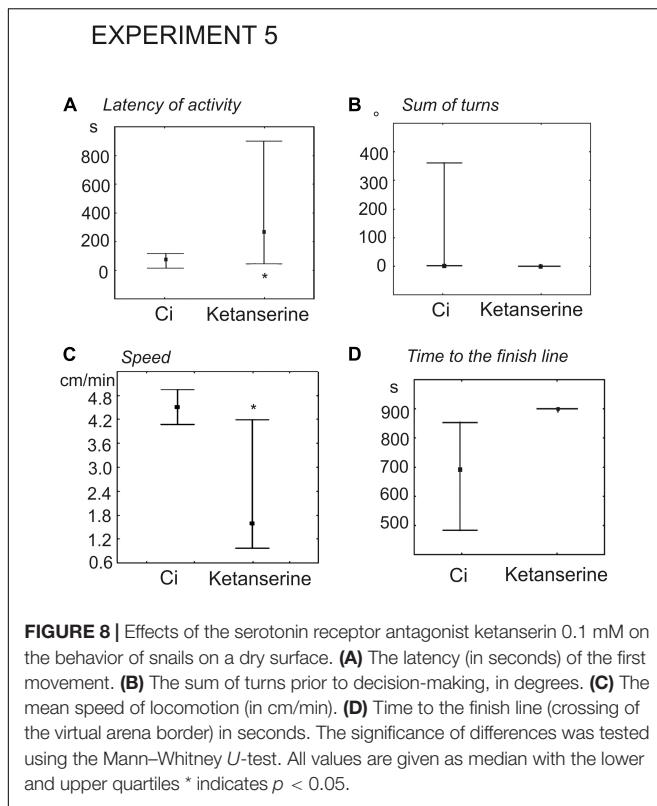 EXPERIMENT 5
A Latency of activity
s
800
600
400
200
0
*
Ci Ketanserine
B ° Sum of turns
400
300
200
100
0
Ci Ketanserine
C Speed
cm/min
4.8
4.2
3.6
3.0
2.4
1.8
1.2
0.6
*
Ci Ketanserine
D Time to the finish line
s
900
800
700
600
500
Ci Ketanserine
FIGURE 8 | Effects of the serotonin receptor antagonist ketanserin 0.1 mM on
the behavior of snails on a dry surface. (A) The latency (in seconds) of the first
movement. (B) The sum of turns prior to decision-making, in degrees. (C) The
mean speed of locomotion (in cm/min). (D) Time to the finish line (crossing of
the virtual arena border) in seconds. The significance of differences was tested
using the Mann–Whitney U-test. All values are given as median with the lower
and upper quartiles * indicates p < 0.05.